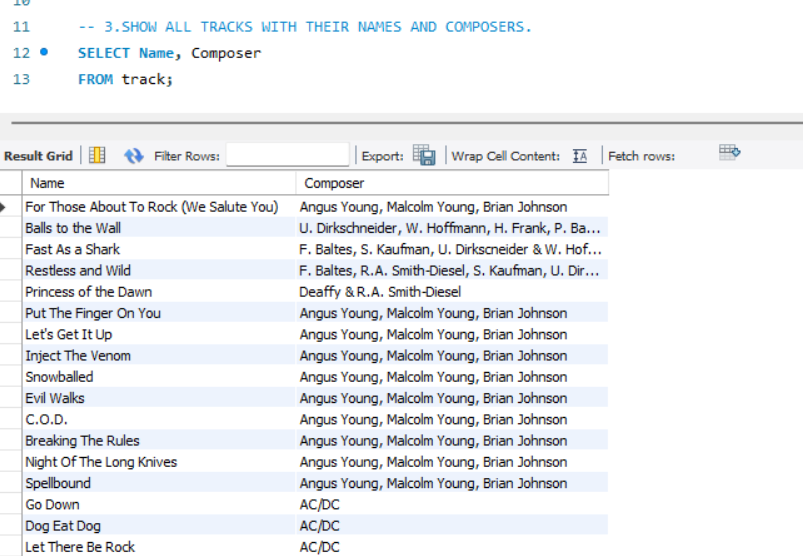 10
11 -- 3.SHOW ALL TRACKS WITH THEIR NAMES AND COMPOSERS.
12 SELECT Name, Composer
13 FROM track;
Result Grid Filter Rows: Export: Wrap Cell Content: Fetch rows:
Name Composer
For Those About To Rock (We Salute You) Angus Young, Malcolm Young, Brian Johnson
Balls to the Wall U. Dirkschneider, W. Hoffmann, H. Frank, P. Ba...
Fast As a Shark F. Baltes, S. Kaufman, U. Dirkscneider & W. Hof...
Restless and Wild F. Baltes, R.A. Smith-Diesel, S. Kaufman, U. Dir...
Princess of the Dawn Deaffy & R.A. Smith-Diesel
Put The Finger On You Angus Young, Malcolm Young, Brian Johnson
Let's Get It Up Angus Young, Malcolm Young, Brian Johnson
Inject The Venom Angus Young, Malcolm Young, Brian Johnson
Snowballed Angus Young, Malcolm Young, Brian Johnson
Evil Walks Angus Young, Malcolm Young, Brian Johnson
C.O.D. Angus Young, Malcolm Young, Brian Johnson
Breaking The Rules Angus Young, Malcolm Young, Brian Johnson
Night Of The Long Knives Angus Young, Malcolm Young, Brian Johnson
Spellbound Angus Young, Malcolm Young, Brian Johnson
Go Down AC/DC
Dog Eat Dog AC/DC
Let There Be Rock AC/DC